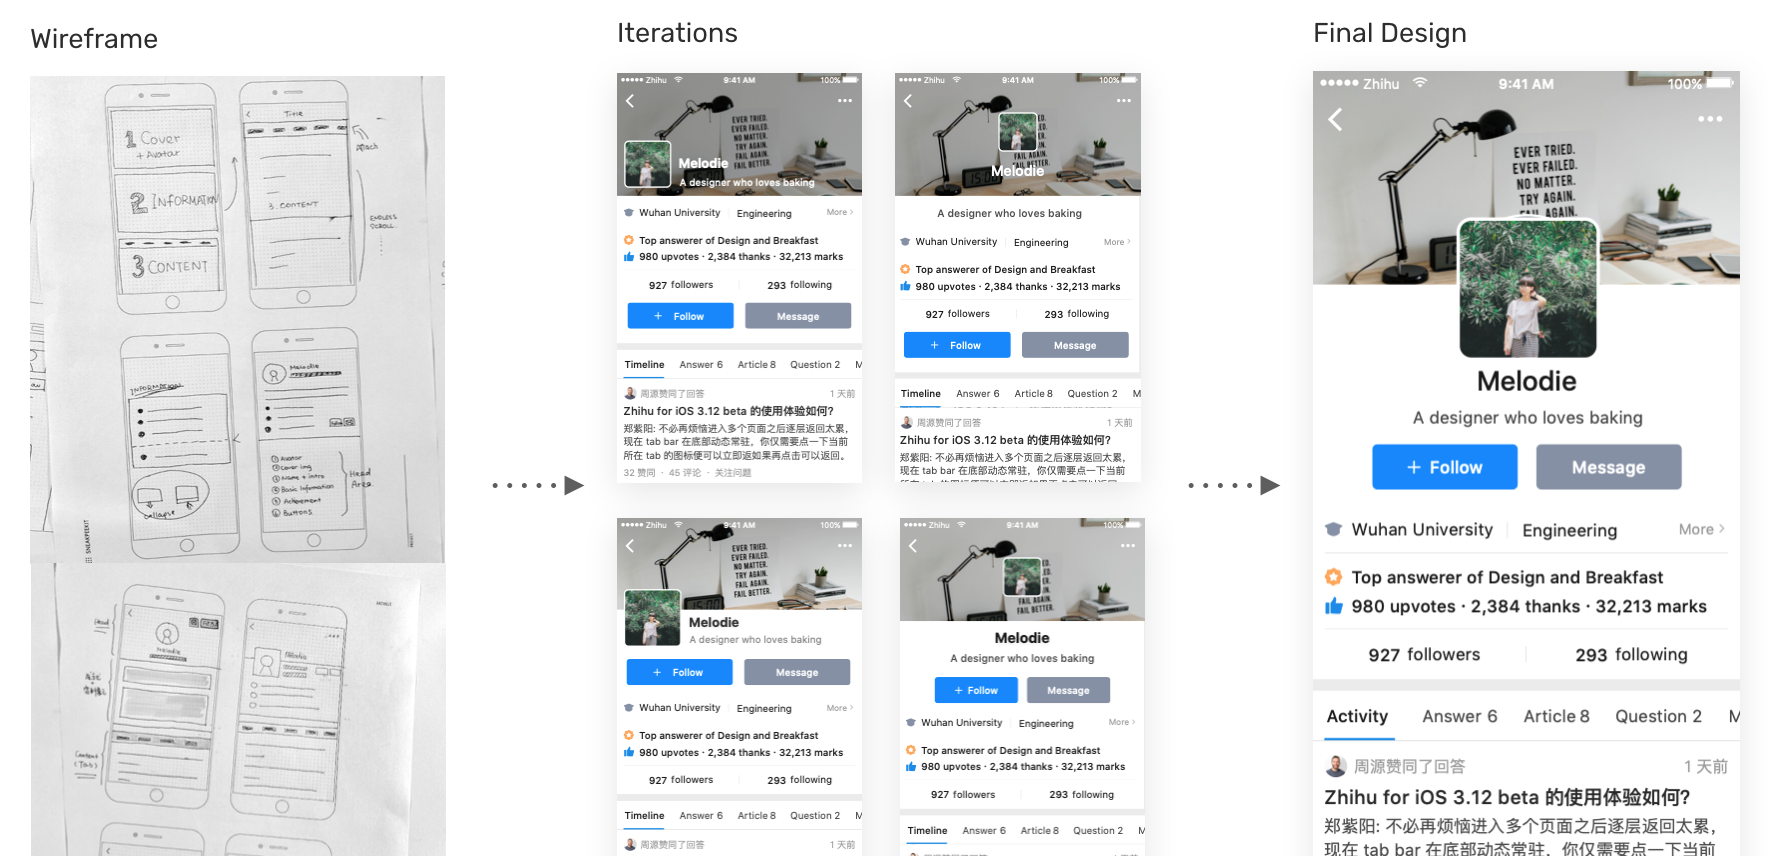 Wireframe
1 Cover
+ Avatar
2 INFORMATION
3 CONTENT
Title
3. CONTENT
Attach
ENDLESS
SCROLL
INFORMATION
collapse
Melodie
① Avatar
② Cover img
③ Name + Intro
④ Basic Information
⑤ Achievement
⑥ Buttons
Head
Area
SNEAKPEEKIT
Head
Melodie
Content
(Tab)
Iterations
Zhihu
9:41 AM
100%
EVER TRIED.
EVER FAILED.
NO MATTER.
TRY AGAIN.
FAIL AGAIN.
FAIL BETTER.
Melodie
A designer who loves baking
Wuhan University
Engineering
More
Top answerer of Design and Breakfast
980 upvotes · 2,384 thanks · 32,213 marks
927 followers
293 following
+ Follow
Message
Timeline
Answer 6
Article 8
Question 2
M
周源赞同了回答
1 天前
Zhihu for iOS 3.12 beta 的使用体验如何?
郑紫阳: 不必再烦恼进入多个页面之后逐层返回太累，
现在 tab bar 在底部动态常驻，你仅需要点一下当前
所在 tab 的图标便可以立即返如果再点击可以返回。
32 赞同 · 45 评论 · 关注问题
Zhihu
9:41 AM
100%
Melodie
A designer who loves baking
Wuhan University
Engineering
More
Top answerer of Design and Breakfast
980 upvotes · 2,384 thanks · 32,213 marks
927 followers
293 following
+ Follow
Message
Timeline
Answer 6
Article 8
Question 2
M
周源赞同了回答
1 天前
Zhihu for iOS 3.12 beta 的使用体验如何?
郑紫阳: 不必再烦恼进入多个页面之后逐层返回太累，
现在 tab bar 在底部动态常驻，你仅需要点一下当前
Zhihu
9:41 AM
100%
EVER TRIED.
EVER FAILED.
NO MATTER.
TRY AGAIN.
FAIL AGAIN.
FAIL BETTER.
Melodie
A designer who loves baking
+ Follow
Message
Wuhan University
Engineering
More
Top answerer of Design and Breakfast
980 upvotes · 2,384 thanks · 32,213 marks
927 followers
293 following
Timeline
Answer 6
Article 8
Question 2
M
周源赞同了回答
1 天前
Zhihu
9:41 AM
100%
FAIL BETTER.
Melodie
A designer who loves baking
+ Follow
Message
Wuhan University
Engineering
More
Top answerer of Design and Breakfast
980 upvotes · 2,384 thanks · 32,213 marks
927 followers
293 following
Timeline
Answer 6
Article 8
Question 2
M
Final Design
Zhihu
9:41 AM
100%
EVER TRIED.
EVER FAILED.
NO MATTER.
TRY AGAIN.
FAIL AGAIN.
Melodie
A designer who loves baking
+ Follow
Message
Wuhan University
Engineering
More
Top answerer of Design and Breakfast
980 upvotes · 2,384 thanks · 32,213 marks
927 followers
293 following
Activity
Answer 6
Article 8
Question 2
M
周源赞同了回答
1 天前
Zhihu for iOS 3.12 beta 的使用体验如何?
郑紫阳: 不必再烦恼进入多个页面之后逐层返回太累，
现在 tab bar 在底部动态常驻，你仅需要点一下当前